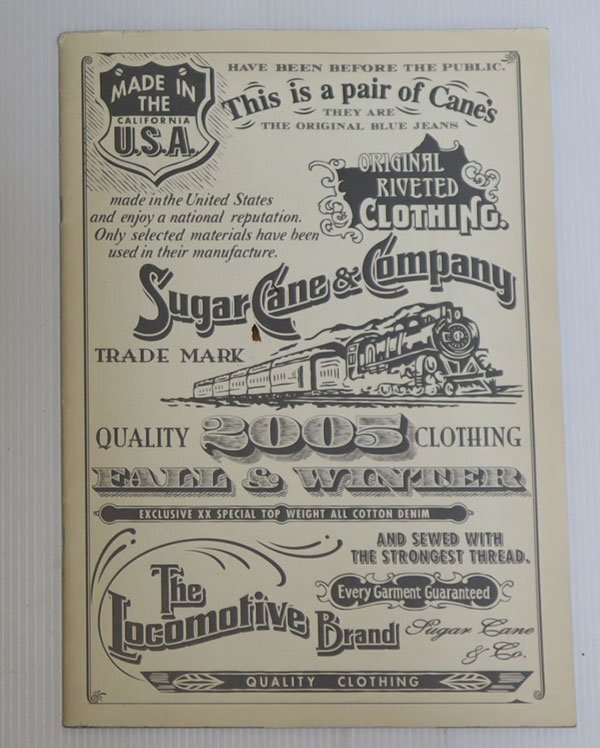 MADE IN
THE
CALIFORNIA
U.S.A.
HAVE BEEN BEFORE THE PUBLIC.
This is a pair of Cane's
THEY ARE
THE ORIGINAL BLUE JEANS
ORIGINAL
RIVETED
CLOTHING.
made in the United States
and enjoy a national reputation.
Only selected materials have been
used in their manufacture.
Sugar Cane & Company
TRADE MARK
QUALITY 2005 CLOTHING
FALL & WINTER
EXCLUSIVE XX SPECIAL TOP WEIGHT ALL COTTON DENIM
AND SEWED WITH
THE STRONGEST THREAD.
Every Garment Guaranteed
The
Locomotive Brand
Sugar Cane
& Co.
QUALITY CLOTHING